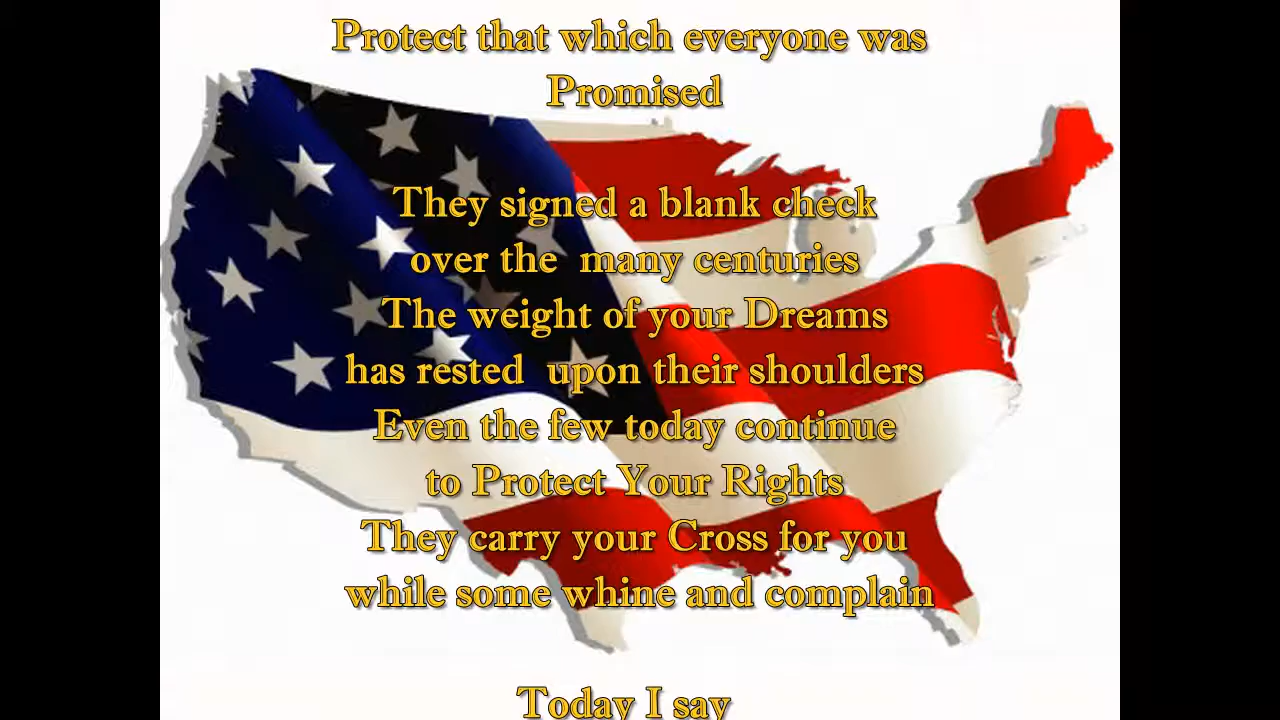 Protect that which everyone was
Promised
They signed a blank check
over the many centuries
The weight of your Dreams
has rested upon their shoulders
Even the few today continue
to Protect Your Rights
They carry your Cross for you
while some whine and complain
Today I say